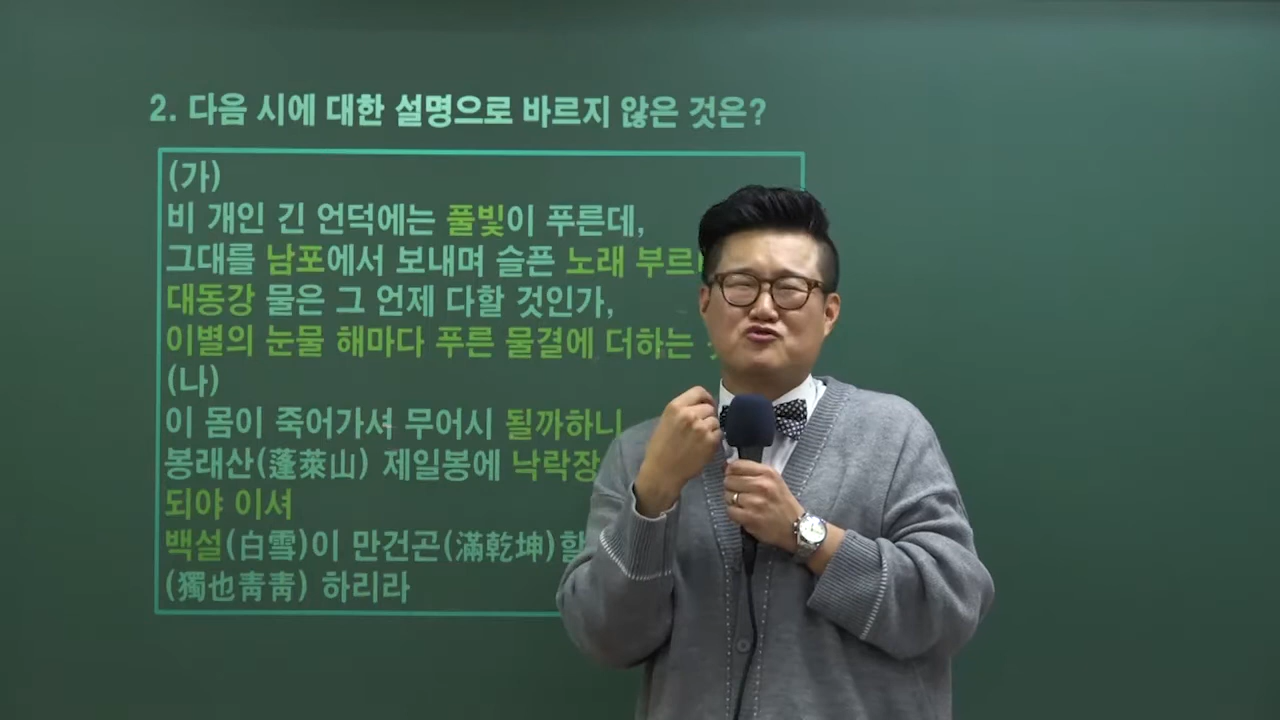 2. 다음 시에 대한 설명으로 바르지 않은 것은?
(가)
비 개인 긴 언덕에는 풀빛이 푸른데,
그대를 남포에서 보내며 슬픈 노래 부르
대동강 물은 그 언제 다할 것인가,
이별의 눈물 해마다 푸른 물결에 더하는
(나)
이 몸이 죽어가셔 무어시 될까하니
봉래산(蓬萊山) 제일봉에 낙락장
되야 이셔
백설(白雪)이 만건곤(滿乾坤)할
(獨也靑靑) 하리라